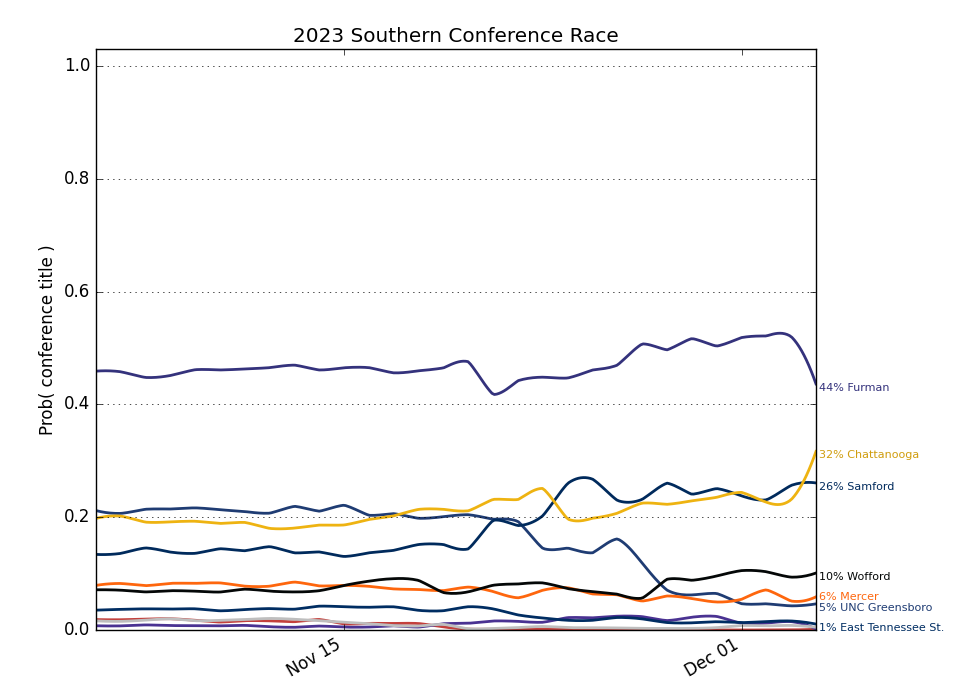 2023 Southern Conference Race
Prob( conference title )
1.0
0.8
0.6
0.4
0.2
0.0
Nov 15
Dec 01
44% Furman
32% Chattanooga
26% Samford
10% Wofford
6% Mercer
5% UNC Greensboro
1% East Tennessee St.